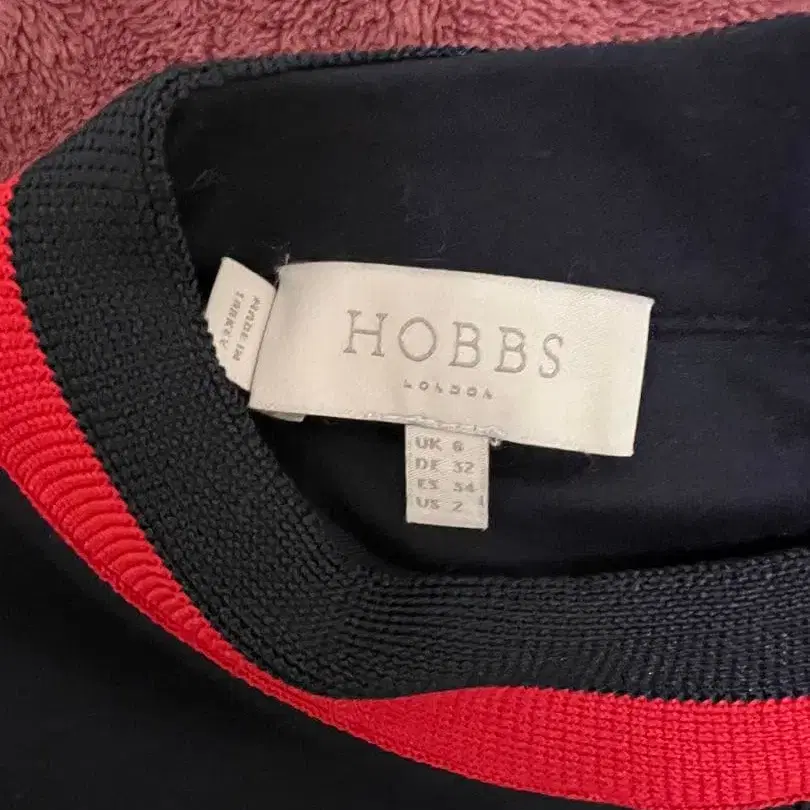 MADE IN
TURKEY
HOBBS
LONDON
UK 6
DE 32
ES 34
US 2